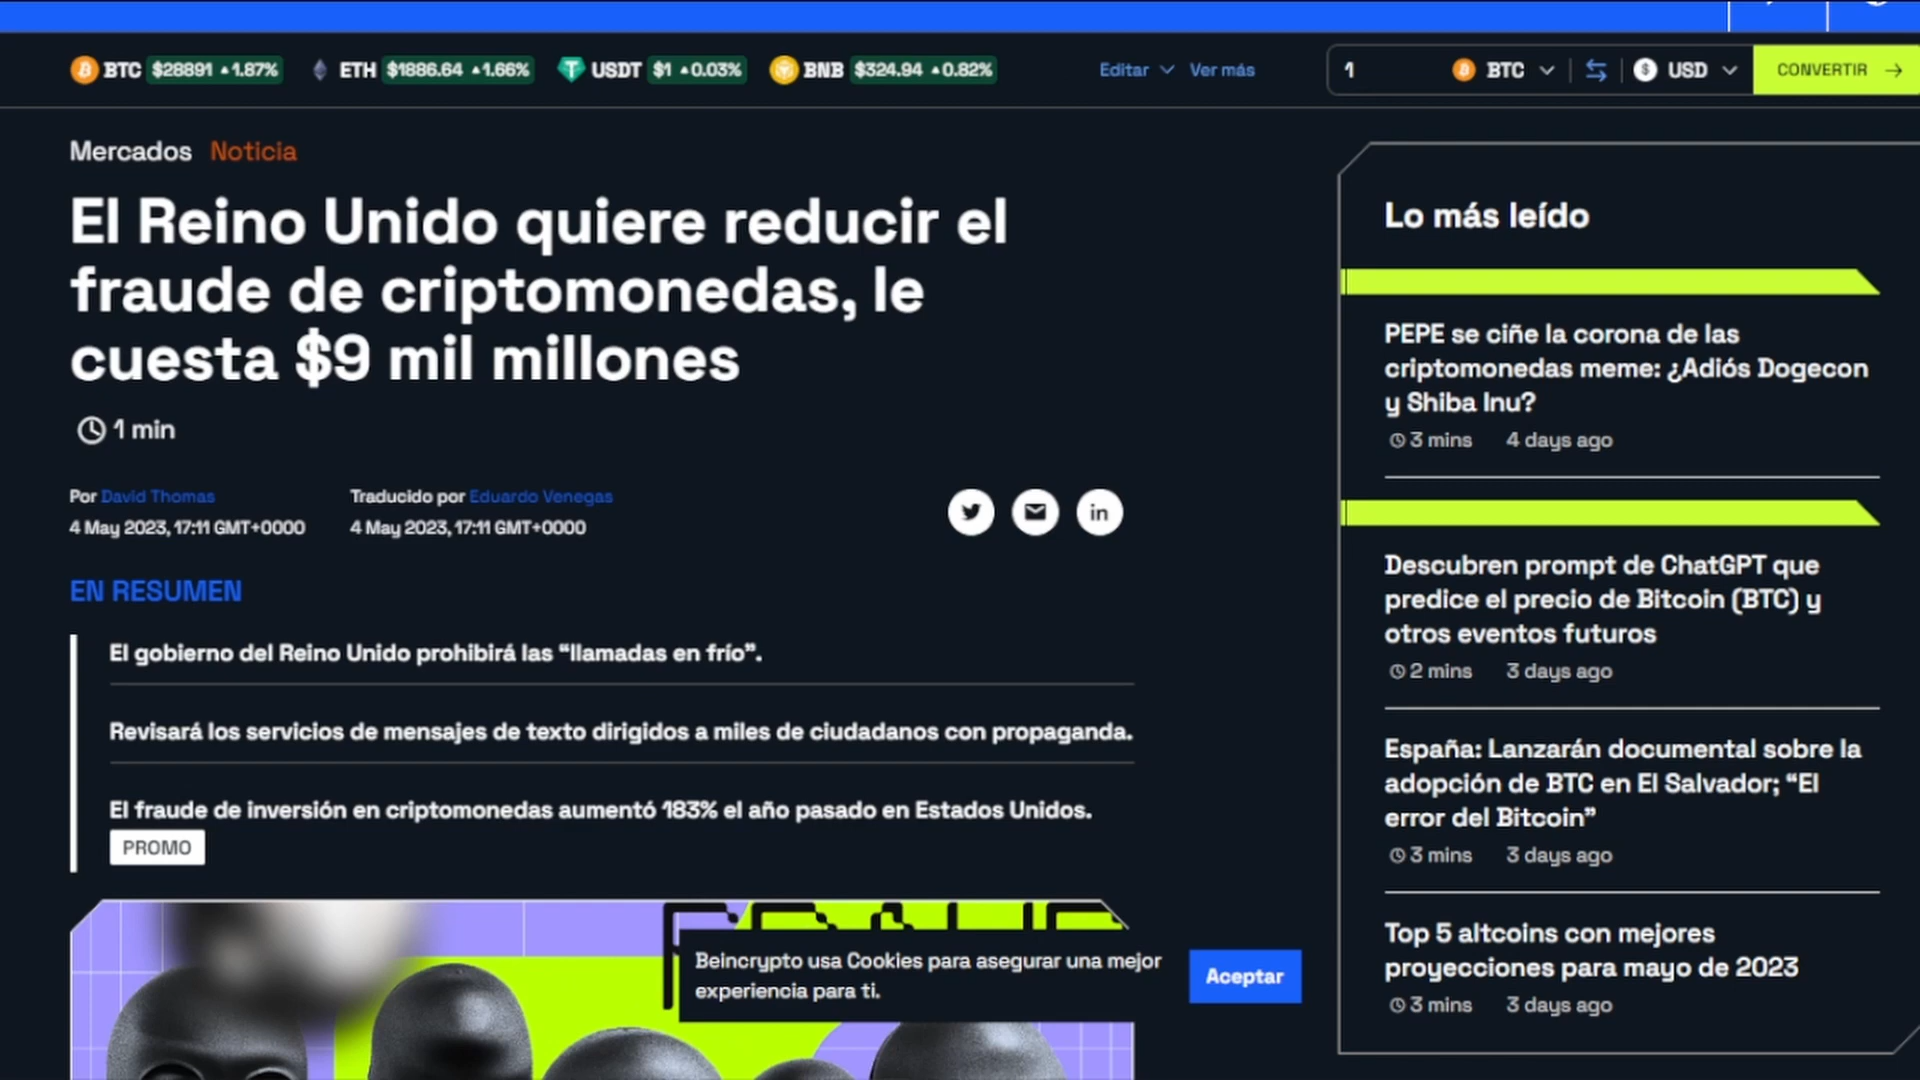 BTC $28891 ▲1.87% ETH $1886.64 ▲1.66% USDT $1 ▲0.03% BNB $324.94 ▲0.82% Editar Ver más 1 BTC USD CONVERTIR →
Mercados Noticia
El Reino Unido quiere reducir el
fraude de criptomonedas, le
cuesta $9 mil millones
1 min
Por David Thomas
4 May 2023, 17:11 GMT+0000
Traducido por Eduardo Venegas
4 May 2023, 17:11 GMT+0000
in
EN RESUMEN
El gobierno del Reino Unido prohibirá las “llamadas en frío”.
Revisará los servicios de mensajes de texto dirigidos a miles de ciudadanos con propaganda.
El fraude de inversión en criptomonedas aumentó 183% el año pasado en Estados Unidos.
PROMO
Beincrypto usa Cookies para asegurar una mejor
experiencia para ti.
Aceptar
Lo más leído
PEPE se ciñe la corona de las
criptomonedas meme: ¿Adiós Dogecon
y Shiba Inu?
3 mins 4 days ago
Descubren prompt de ChatGPT que
predice el precio de Bitcoin (BTC) y
otros eventos futuros
2 mins 3 days ago
España: Lanzarán documental sobre la
adopción de BTC en El Salvador; “El
error del Bitcoin”
3 mins 3 days ago
Top 5 altcoins con mejores
proyecciones para mayo de 2023
3 mins 3 days ago